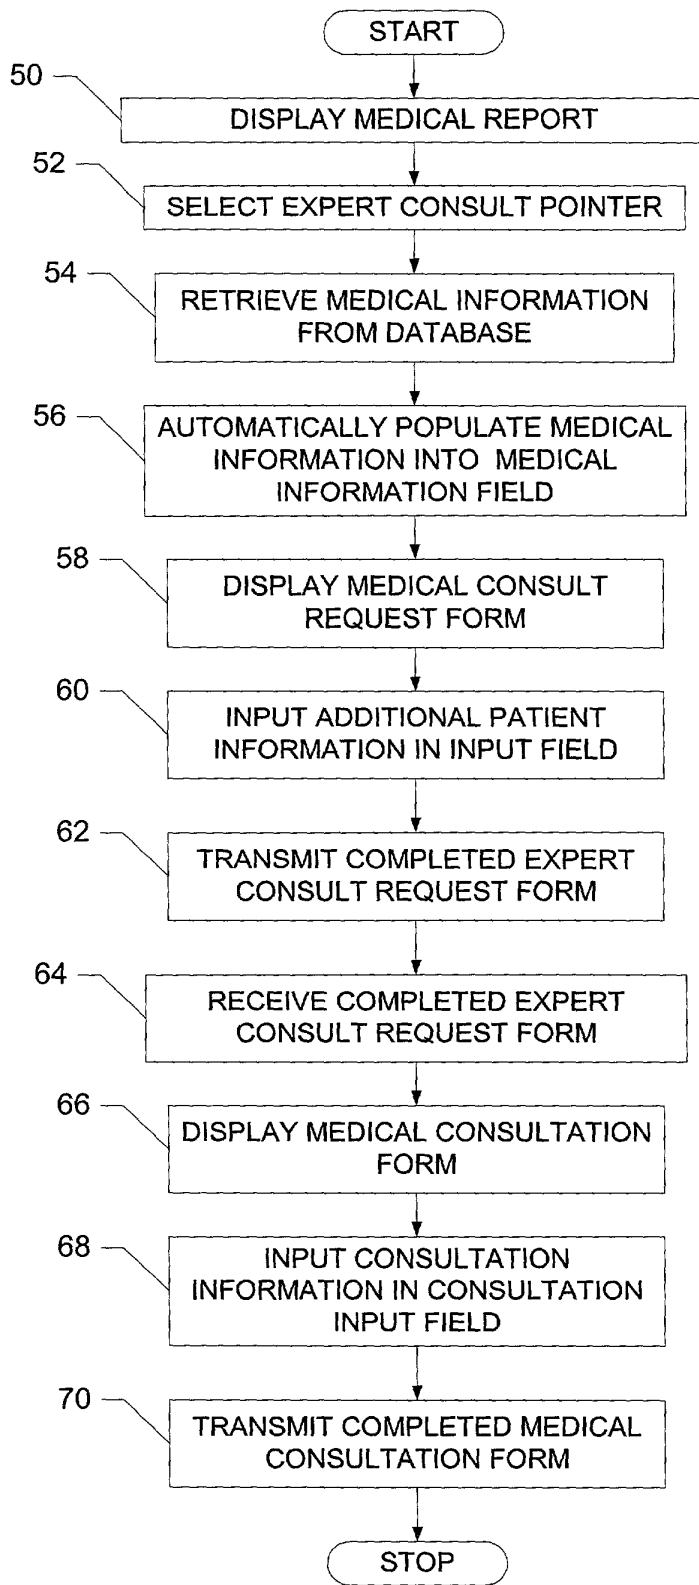 START
50
DISPLAY MEDICAL REPORT
52
SELECT EXPERT CONSULT POINTER
54
RETRIEVE MEDICAL INFORMATION
FROM DATABASE
56
AUTOMATICALLY POPULATE MEDICAL
INFORMATION INTO MEDICAL
INFORMATION FIELD
58
DISPLAY MEDICAL CONSULT
REQUEST FORM
60
INPUT ADDITIONAL PATIENT
INFORMATION IN INPUT FIELD
62
TRANSMIT COMPLETED EXPERT
CONSULT REQUEST FORM
64
RECEIVE COMPLETED EXPERT
CONSULT REQUEST FORM
66
DISPLAY MEDICAL CONSULTATION
FORM
68
INPUT CONSULTATION
INFORMATION IN CONSULTATION
INPUT FIELD
70
TRANSMIT COMPLETED MEDICAL
CONSULTATION FORM
STOP